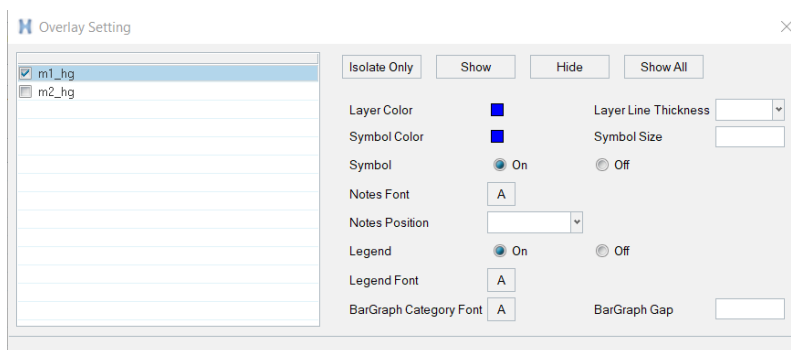 Overlay Setting
m1_hg
m2_hg
Isolate Only Show Hide Show All
Layer Color Layer Line Thickness
Symbol Color Symbol Size
Symbol On Off
Notes Font A
Notes Position
Legend On Off
Legend Font A
BarGraph Category Font A BarGraph Gap